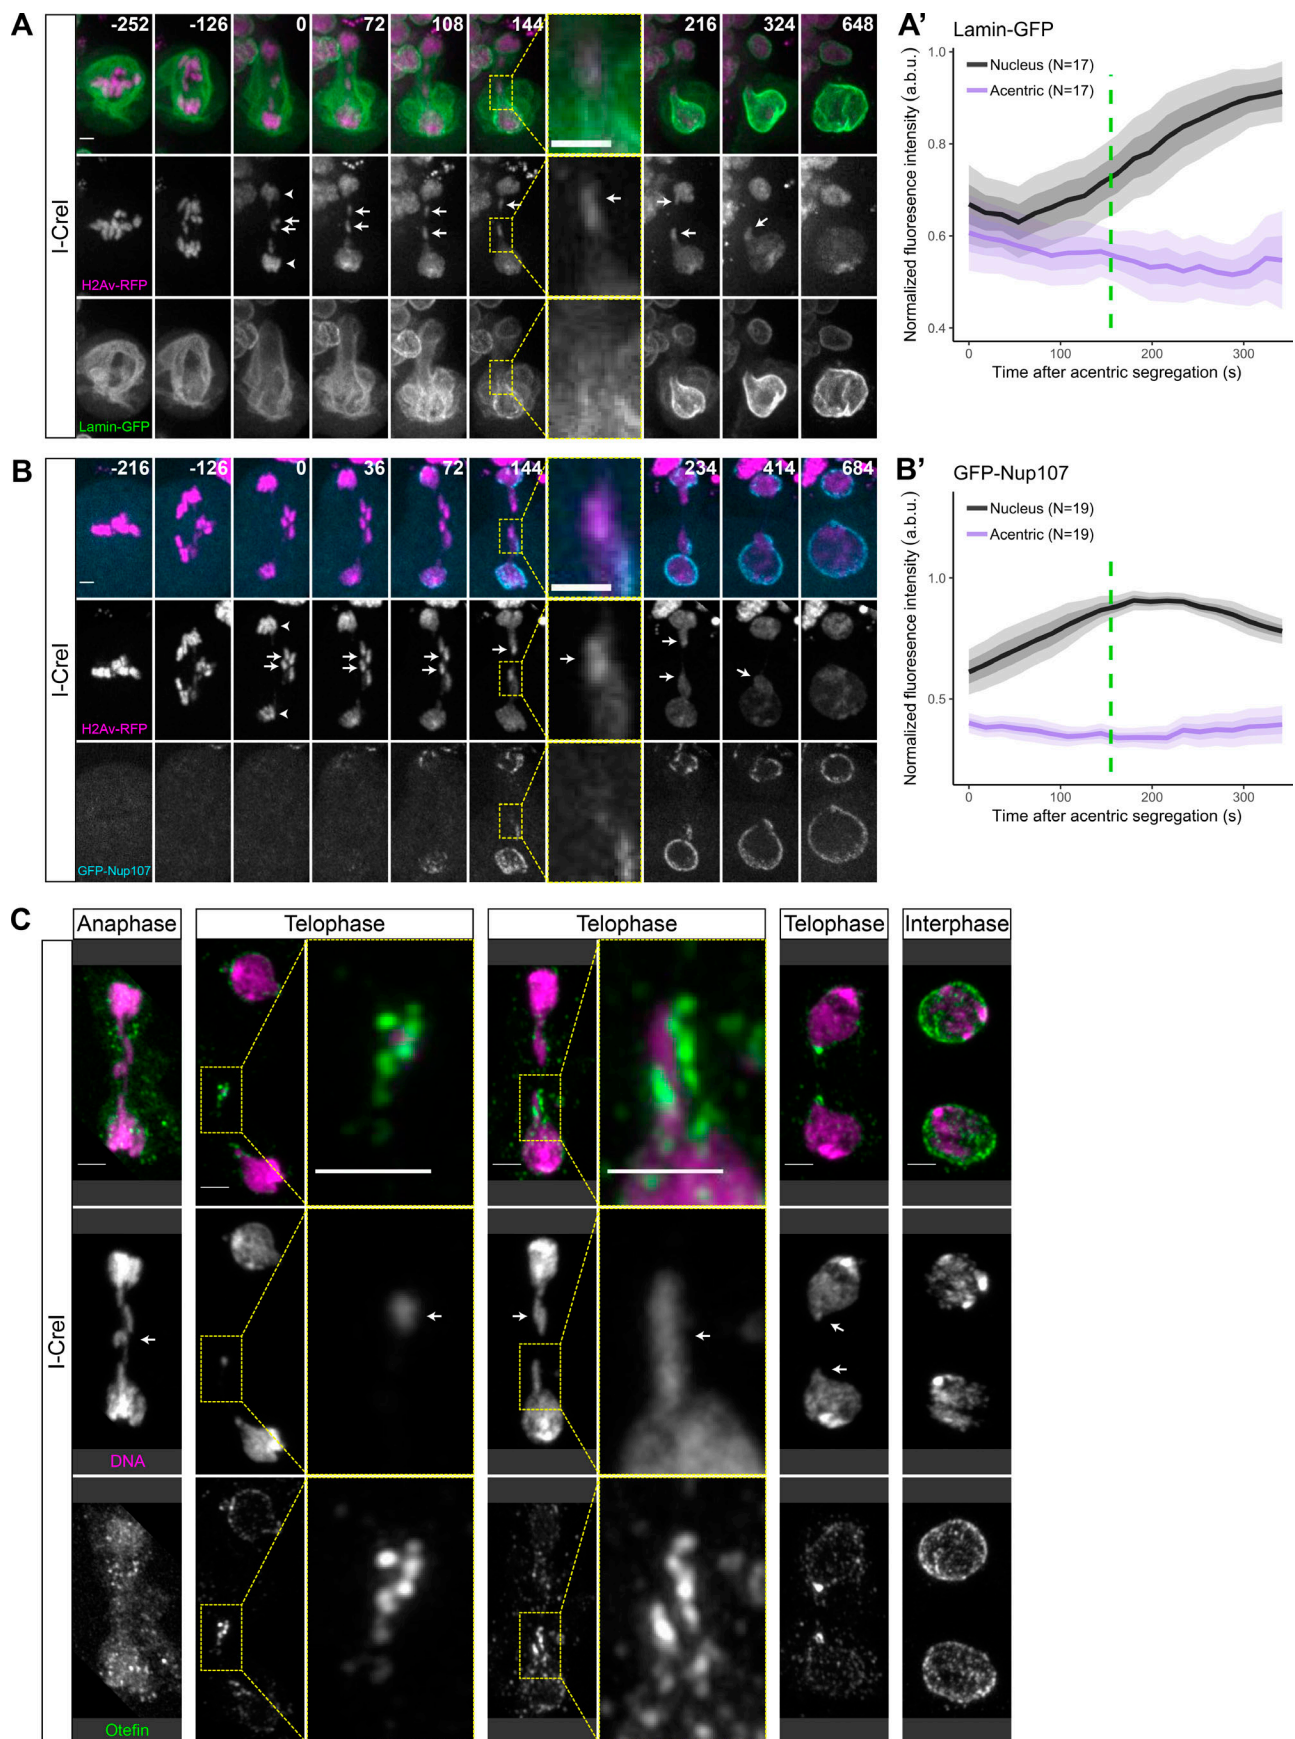 A
-252
-126
0
72
108
144
216
324
648
I-CreI
H2Av-RFP
Lamin-GFP
A’
Lamin-GFP
Normalized fluoresence intensity (a.b.u.)
1.0
0.8
0.6
0.4
Nucleus (N=17)
Acentric (N=17)
0
100
200
300
Time after acentric segregation (s)
B
-216
-126
0
36
72
144
234
414
684
I-CreI
H2Av-RFP
GFP-Nup107
B’
GFP-Nup107
Normalized fluoresence intensity (a.b.u.)
Nucleus (N=19)
Acentric (N=19)
1.0
0.5
0
100
200
300
Time after acentric segregation (s)
C
Anaphase
Telophase
Telophase
Telophase
Interphase
I-CreI
DNA
Otefin